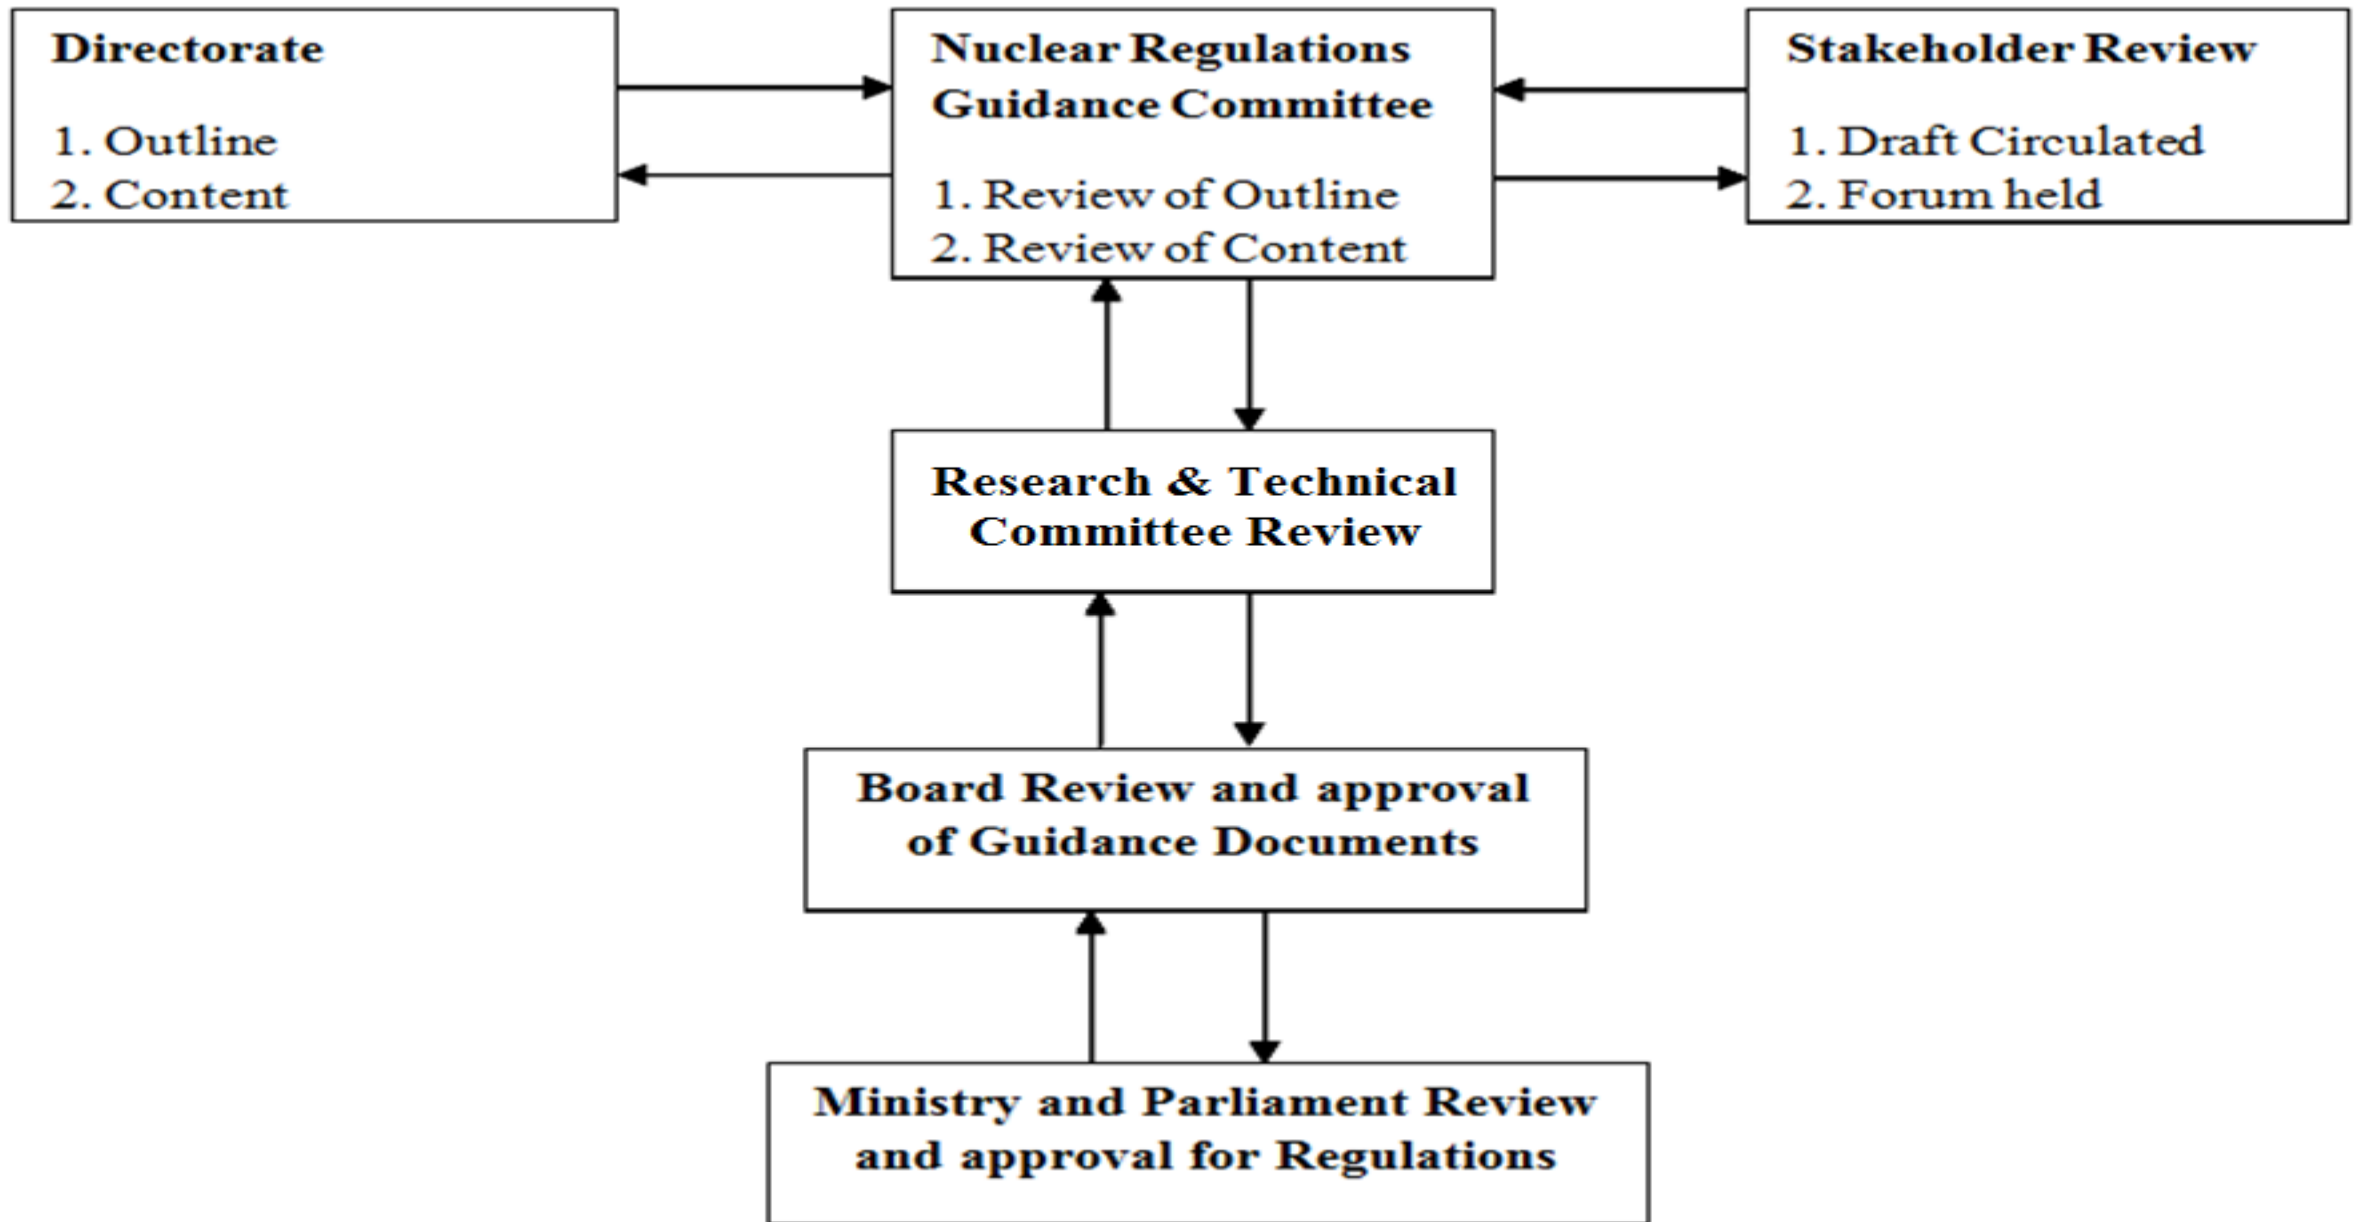 Directorate
1. Outline
2. Content
Nuclear Regulations
Guidance Committee
1. Review of Outline
2. Review of Content
Stakeholder Review
1. Draft Circulated
2. Forum held
Research & Technical
Committee Review
Board Review and approval
of Guidance Documents
Ministry and Parliament Review
and approval for Regulations